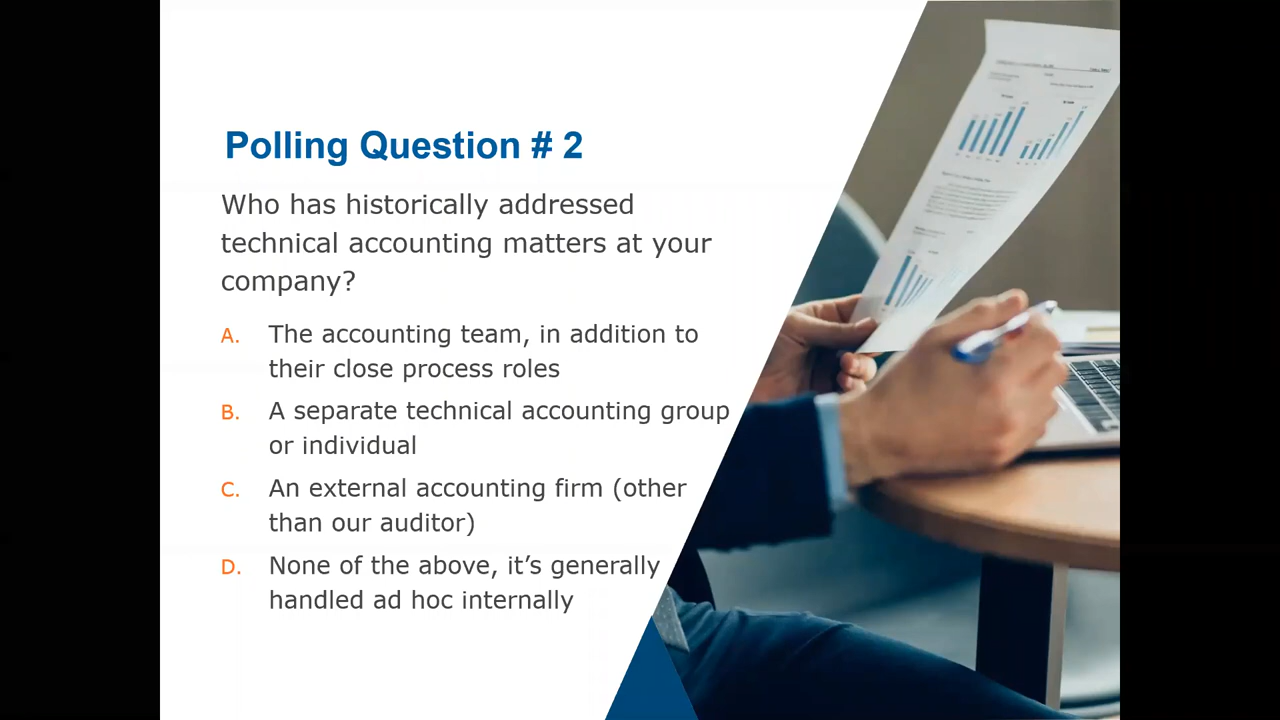 Polling Question # 2
Who has historically addressed
technical accounting matters at your
company?
A. The accounting team, in addition to
their close process roles
B. A separate technical accounting group
or individual
C. An external accounting firm (other
than our auditor)
D. None of the above, it’s generally
handled ad hoc internally